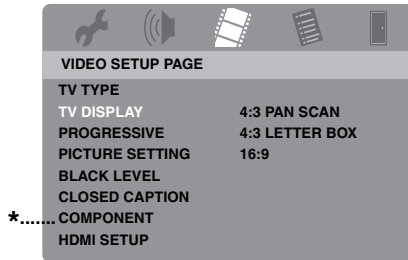 VIDEO SETUP PAGE
TV TYPE
TV DISPLAY 4:3 PAN SCAN
PROGRESSIVE 4:3 LETTER BOX
PICTURE SETTING 16:9
BLACK LEVEL
CLOSED CAPTION
*....... COMPONENT
HDMI SETUP